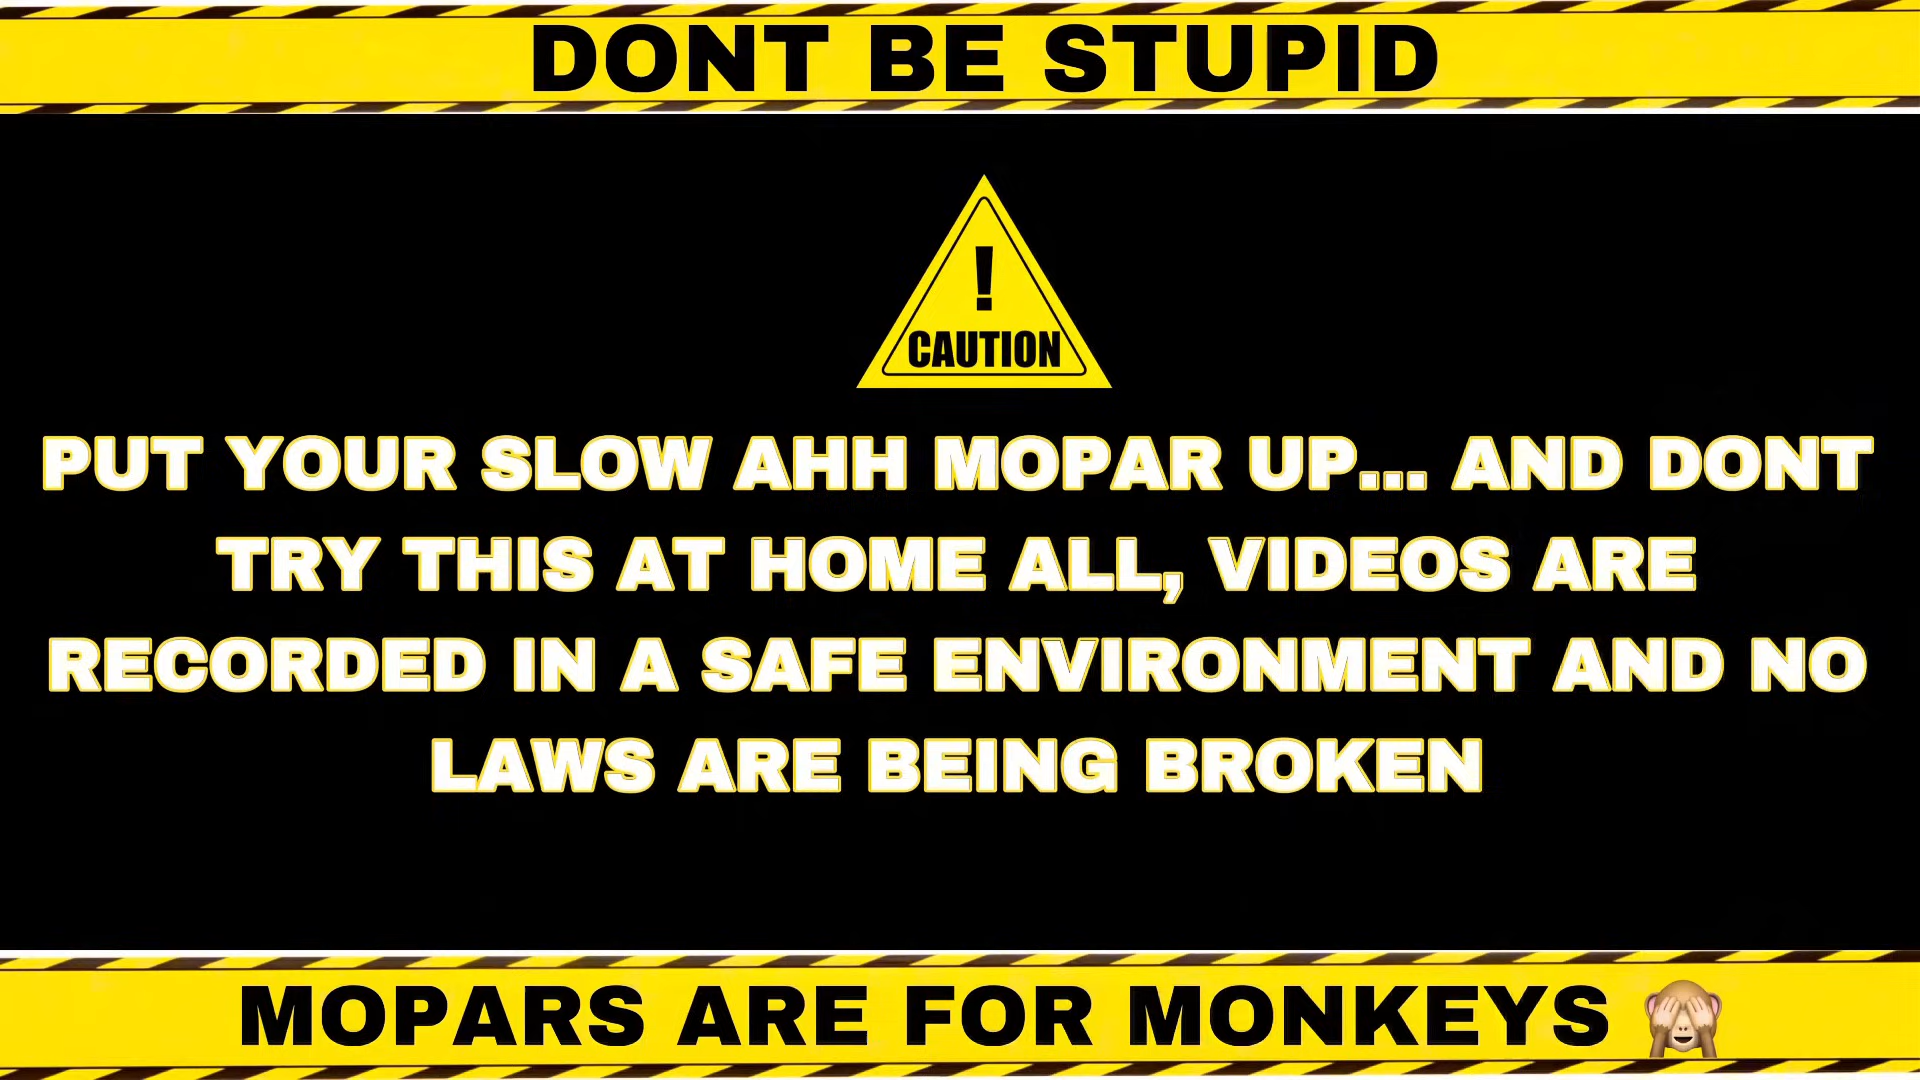 DONT BE STUPID
!
CAUTION
PUT YOUR SLOW AHH MOPAR UP... AND DONT
TRY THIS AT HOME ALL, VIDEOS ARE
RECORDED IN A SAFE ENVIRONMENT AND NO
LAWS ARE BEING BROKEN
MOPARS ARE FOR MONKEYS 🙈